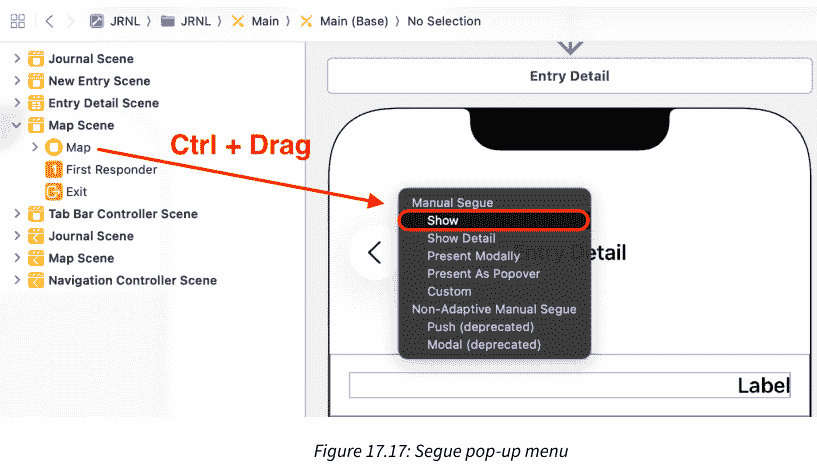 JRNL > JRNL > Main > Main (Base) > No Selection
Journal Scene
New Entry Scene
Entry Detail Scene
Map Scene
Map
First Responder
Exit
Tab Bar Controller Scene
Journal Scene
Map Scene
Navigation Controller Scene
Ctrl + Drag
Entry Detail
Manual Segue
Show
Show Detail
Present Modally
Present As Popover
Custom
Non-Adaptive Manual Segue
Push (deprecated)
Modal (deprecated)
Entry Detail
Label
Figure 17.17: Segue pop-up menu